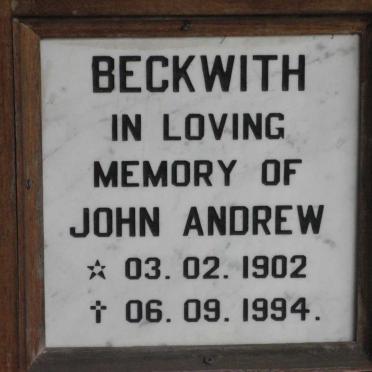 BECKWITH
IN LOVING
MEMORY OF
JOHN ANDREW
☆ 03. 02. 1902
✝ 06. 09. 1994.